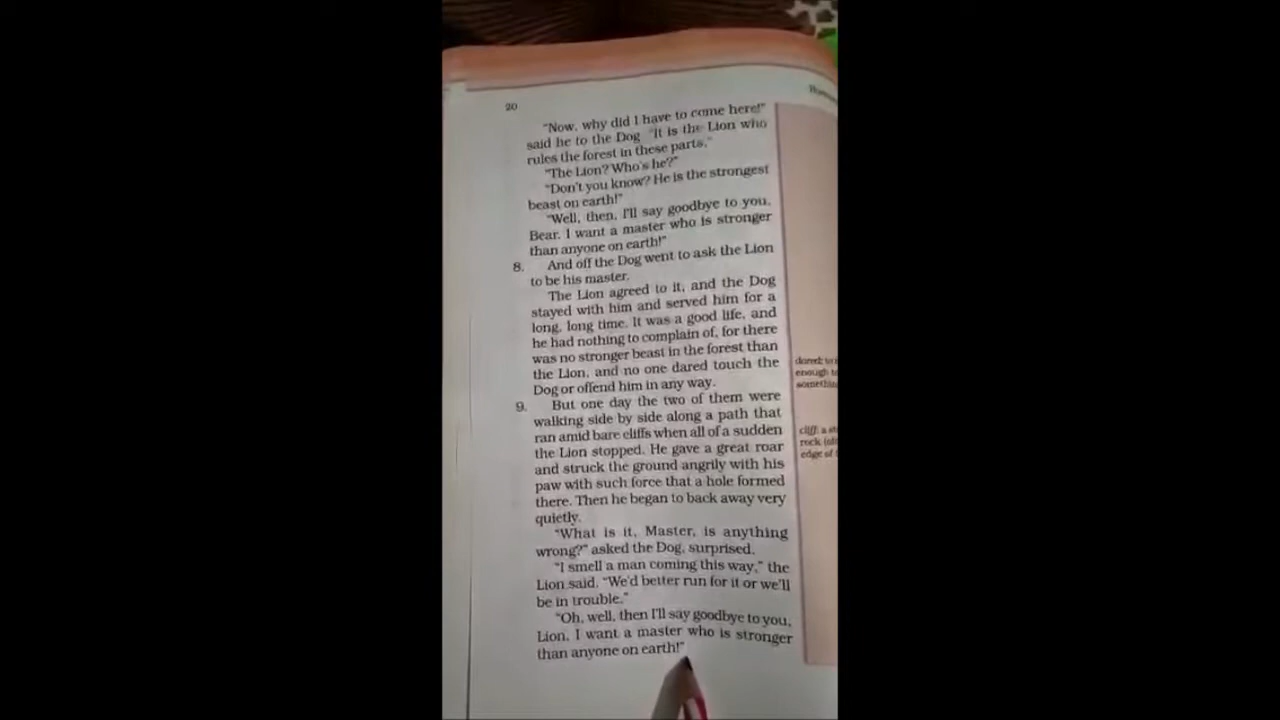 20
"Now, why did I have to come here!"
said he to the Dog "It is the Lion who
rules the forest in these parts."
"The Lion? Who's he?"
"Don't you know? He is the strongest
beast on earth!"
"Well, then, I'll say goodbye to you,
Bear. I want a master who is stronger
than anyone on earth!"
8. And off the Dog went to ask the Lion
to be his master.
The Lion agreed to it, and the Dog
stayed with him and served him for a
long, long time. It was a good life, and
he had nothing to complain of, for there
was no stronger beast in the forest than
the Lion, and no one dared touch the
Dog or offend him in any way.
9. But one day the two of them were
walking side by side along a path that
ran amid bare cliffs when all of a sudden
the Lion stopped. He gave a great roar
and struck the ground angrily with his
paw with such force that a hole formed
there. Then he began to back away very
quietly.
"What is it, Master, is anything
wrong?" asked the Dog, surprised.
"I smell a man coming this way," the
Lion said. "We'd better run for it or we'll
be in trouble."
"Oh, well, then I'll say goodbye to you,
Lion. I want a master who is stronger
than anyone on earth!"
dared:
enough
cliff: a
rock
edge of